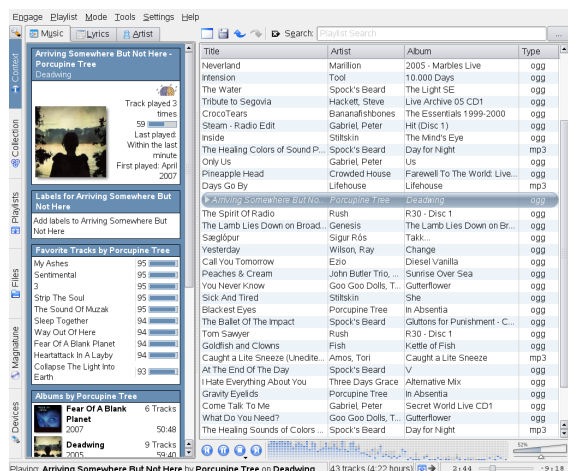 Engage Playlist Mode Tools Settings Help
Music Lyrics Artist
Search: Playlist Search ...
Context
Collection
Playlists
Files
Magnatune
Devices
Arriving Somewhere But Not Here - Porcupine Tree
Deadwing
Track played 3 times
59
Last played: Within the last minute
First played: April 2007
Labels for Arriving Somewhere But Not Here
Add labels to Arriving Somewhere But Not Here
Favorite Tracks by Porcupine Tree
My Ashes 95
Sentimental 95
3 95
Strip The Soul 95
The Sound Of Muzak 95
Sleep Together 94
Way Out Of Here 94
Fear Of A Blank Planet 94
Heartattack In A Layby 94
Collapse The Light Into Earth 93
Albums by Porcupine Tree
Fear Of A Blank Planet 6 Tracks
2007 50:48
Deadwing 9 Tracks
2005 59:40
Title Artist Album Type
Neverland Marillion 2005 - Marbles Live ogg
Intension Tool 10.000 Days ogg
The Water Spock's Beard The Light SE ogg
Tribute to Segovia Hackett, Steve Live Archive 05 CD1 ogg
CrocoTears Bananafishbones The Essentials 1999-2000 ogg
Steam - Radio Edit Gabriel, Peter Hit (Disc 1) ogg
Inside Stiltskin The Mind's Eye ogg
The Healing Colors of Sound P... Spock's Beard Day for Night mp3
Only Us Gabriel, Peter Us ogg
Pineapple Head Crowded House Farewell To The World: Live... ogg
Days Go By Lifehouse Lifehouse mp3
Arriving Somewhere But No... Porcupine Tree Deadwing ogg
The Spirit Of Radio Rush R30 - Disc 1 ogg
The Lamb Lies Down on Broad... Genesis The Lamb Lies Down on Br... ogg
Sæglópur Sigur Rós Takk... ogg
Yesterday Wilson, Ray Change ogg
Call You Tomorrow Ezio Diesel Vanilla ogg
Peaches & Cream John Butler Trio, ... Sunrise Over Sea ogg
You Never Know Goo Goo Dolls, T... Gutterflower ogg
Sick And Tired Stiltskin She ogg
Blackest Eyes Porcupine Tree In Absentia ogg
The Ballet Of The Impact Spock's Beard Gluttons for Punishment - C... ogg
Tom Sawyer Rush R30 - Disc 1 ogg
Goldfish and Clowns Fish Kettle of Fish ogg
Caught a Lite Sneeze (Unedite... Amos, Tori Caught a Lite Sneeze mp3
At The End Of The Day Spock's Beard V ogg
I Hate Everything About You Three Days Grace Alternative Mix ogg
Gravity Eyelids Porcupine Tree In Absentia ogg
Come Talk To Me Gabriel, Peter Secret World Live CD1 ogg
What Do You Need? Goo Goo Dolls, T... Gutterflower ogg
The Healing Sounds of Colors ... Spock's Beard Day for Night mp3
52%
Playing: Arriving Somewhere But Not Here by Porcupine Tree on Deadwing 43 tracks (4:22 hours) 2:44 -9:18